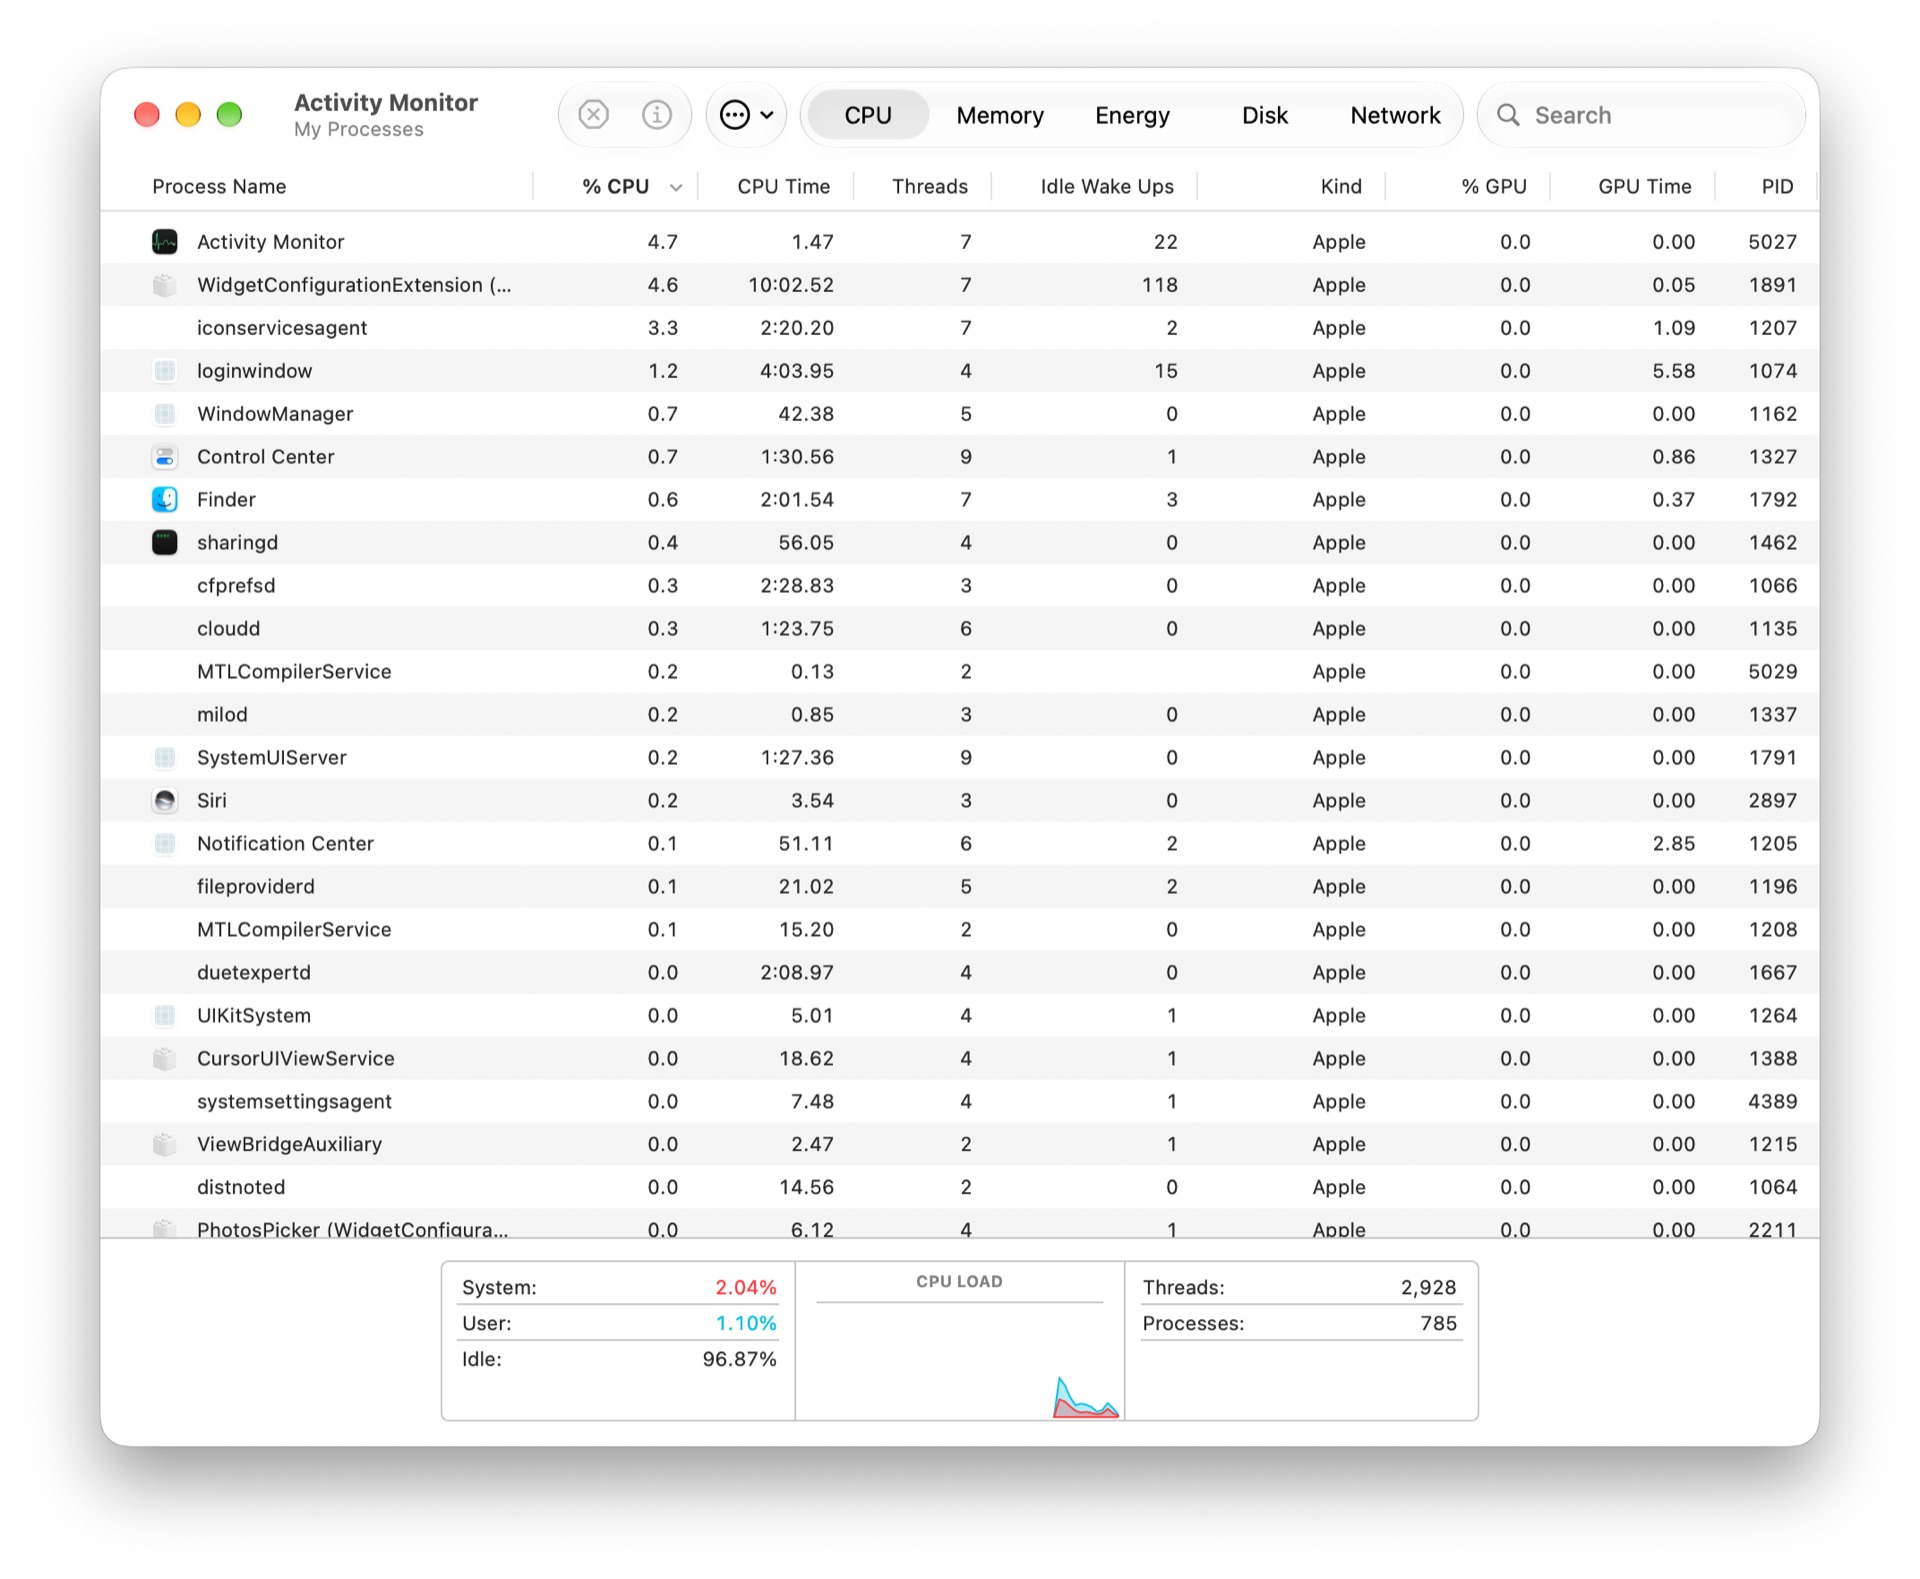 Activity Monitor
My Processes
CPU Memory Energy Disk Network Search
Process Name % CPU CPU Time Threads Idle Wake Ups Kind % GPU GPU Time PID
Activity Monitor 4.7 1.47 7 22 Apple 0.0 0.00 5027
WidgetConfigurationExtension (... 4.6 10:02.52 7 118 Apple 0.0 0.05 1891
iconservicesagent 3.3 2:20.20 7 2 Apple 0.0 1.09 1207
loginwindow 1.2 4:03.95 4 15 Apple 0.0 5.58 1074
WindowManager 0.7 42.38 5 0 Apple 0.0 0.00 1162
Control Center 0.7 1:30.56 9 1 Apple 0.0 0.86 1327
Finder 0.6 2:01.54 7 3 Apple 0.0 0.37 1792
sharingd 0.4 56.05 4 0 Apple 0.0 0.00 1462
cfprefsd 0.3 2:28.83 3 0 Apple 0.0 0.00 1066
cloudd 0.3 1:23.75 6 0 Apple 0.0 0.00 1135
MTLCompilerService 0.2 0.13 2 Apple 0.0 0.00 5029
milod 0.2 0.85 3 0 Apple 0.0 0.00 1337
SystemUIServer 0.2 1:27.36 9 0 Apple 0.0 0.00 1791
Siri 0.2 3.54 3 0 Apple 0.0 0.00 2897
Notification Center 0.1 51.11 6 2 Apple 0.0 2.85 1205
fileproviderd 0.1 21.02 5 2 Apple 0.0 0.00 1196
MTLCompilerService 0.1 15.20 2 0 Apple 0.0 0.00 1208
duetexpertd 0.0 2:08.97 4 0 Apple 0.0 0.00 1667
UIKitSystem 0.0 5.01 4 1 Apple 0.0 0.00 1264
CursorUIViewService 0.0 18.62 4 1 Apple 0.0 0.00 1388
systemsettingsagent 0.0 7.48 4 1 Apple 0.0 0.00 4389
ViewBridgeAuxiliary 0.0 2.47 2 1 Apple 0.0 0.00 1215
distnoted 0.0 14.56 2 0 Apple 0.0 0.00 1064
PhotosPicker (WidgetConfigura... 0.0 6.12 4 1 Apple 0.0 0.00 2211
System: 2.04%
User: 1.10%
Idle: 96.87%
CPU LOAD
Threads: 2,928
Processes: 785